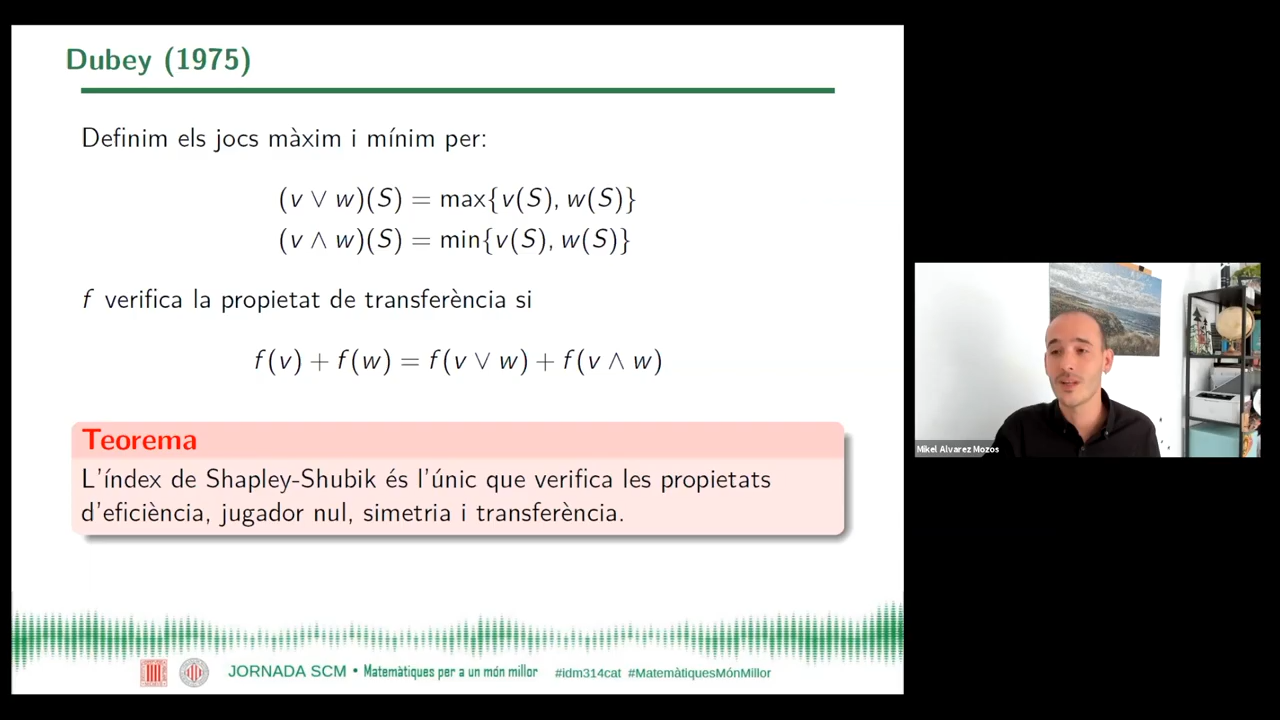 Dubey (1975)
Definim els jocs màxim i mínim per:
(v ∨ w)(S) = max{v(S), w(S)}
(v ∧ w)(S) = min{v(S), w(S)}
f verifica la propietat de transferència si
f(v) + f(w) = f(v ∨ w) + f(v ∧ w)
Teorema
L'índex de Shapley-Shubik és l'únic que verifica les propietats
d'eficiència, jugador nul, simetria i transferència.
JORNADA SCM • Matemàtiques per a un món millor #idm314cat #MatemàtiquesMónMillor
Mikel Alvarez Mozos